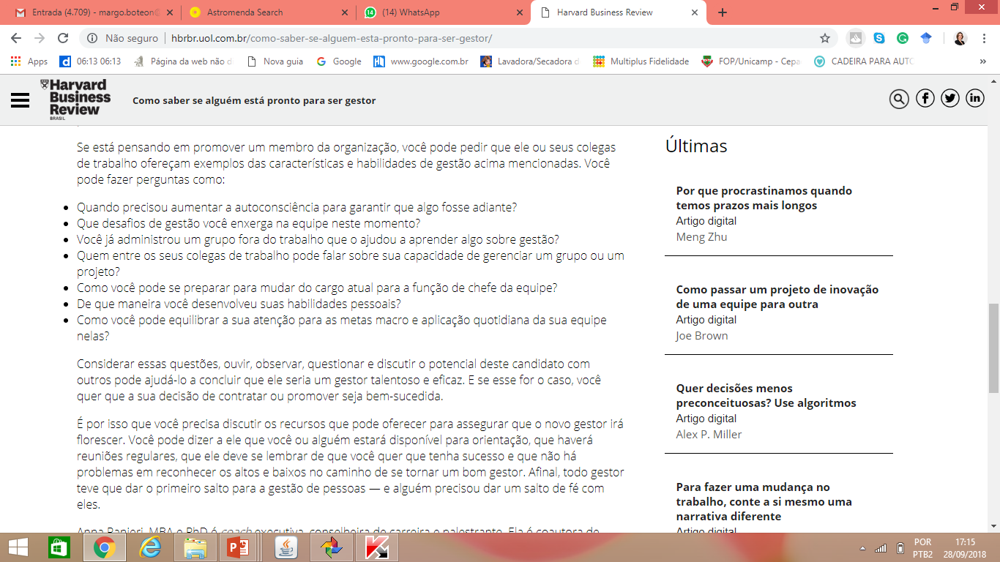 Entrada (4.709) - margo.boteon@
Astromenda Search
(14) WhatsApp
Harvard Business Review
Não seguro
hbrbr.uol.com.br/como-saber-se-alguem-esta-pronto-para-ser-gestor/
Apps
06:13 06:13
Página da web não d
Nova guia
Google
www.google.com.br
Lavadora/Secadora d
Multiplus Fidelidade
FOP/Unicamp - Cepa
CADEIRA PARA AUTO
»
Harvard
Business
Review
BRASIL
Como saber se alguém está pronto para ser gestor
Se está pensando em promover um membro da organização, você pode pedir que ele ou seus colegas
de trabalho ofereçam exemplos das características e habilidades de gestão acima mencionadas. Você
pode fazer perguntas como:
Quando precisou aumentar a autoconsciência para garantir que algo fosse adiante?
Que desafios de gestão você enxerga na equipe neste momento?
Você já administrou um grupo fora do trabalho que o ajudou a aprender algo sobre gestão?
Quem entre os seus colegas de trabalho pode falar sobre sua capacidade de gerenciar um grupo ou um
projeto?
Como você pode se preparar para mudar do cargo atual para a função de chefe da equipe?
De que maneira você desenvolveu suas habilidades pessoais?
Como você pode equilibrar a sua atenção para as metas macro e aplicação quotidiana da sua equipe
nelas?
Considerar essas questões, ouvir, observar, questionar e discutir o potencial deste candidato com
outros pode ajudá-lo a concluir que ele seria um gestor talentoso e eficaz. E se esse for o caso, você
quer que a sua decisão de contratar ou promover seja bem-sucedida.
É por isso que você precisa discutir os recursos que pode oferecer para assegurar que o novo gestor irá
florescer. Você pode dizer a ele que você ou alguém estará disponível para orientação, que haverá
reuniões regulares, que ele deve se lembrar de que você quer que tenha sucesso e que não há
problemas em reconhecer os altos e baixos no caminho de se tornar um bom gestor. Afinal, todo gestor
teve que dar o primeiro salto para a gestão de pessoas — e alguém precisou dar um salto de fé com
eles.
Anna Ranieri, MBA e PhD é coach executiva, conselheira de carreira e palestrante. Ela é coautora de
Últimas
Por que procrastinamos quando
temos prazos mais longos
Artigo digital
Meng Zhu
Como passar um projeto de inovação
de uma equipe para outra
Artigo digital
Joe Brown
Quer decisões menos
preconceituosas? Use algoritmos
Artigo digital
Alex P. Miller
Para fazer uma mudança no
trabalho, conte a si mesmo uma
narrativa diferente
Artigo digital
POR
PTB2
17:15
28/09/2018